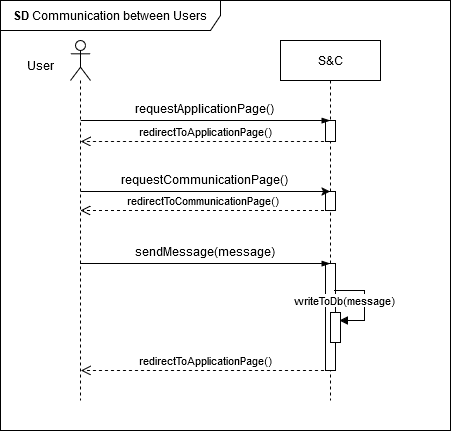 SD Communication between Users
User
S&C
requestApplicationPage()
redirectToApplicationPage()
requestCommunicationPage()
redirectToCommunicationPage()
sendMessage(message)
writeToDb(message)
redirectToApplicationPage()